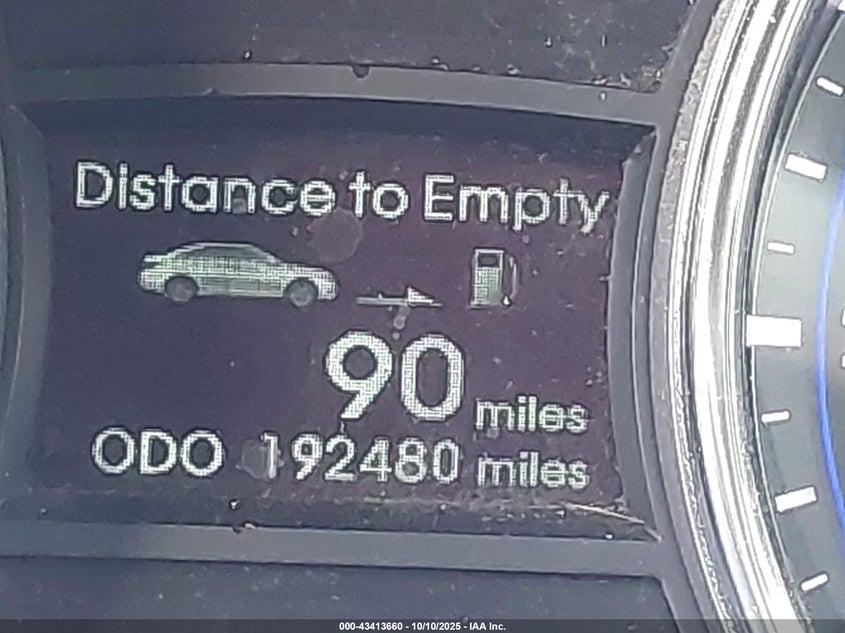 Distance to Empty
90 miles
ODO 192480 miles
000-43413660 - 10/10/2025 - IAA Inc.